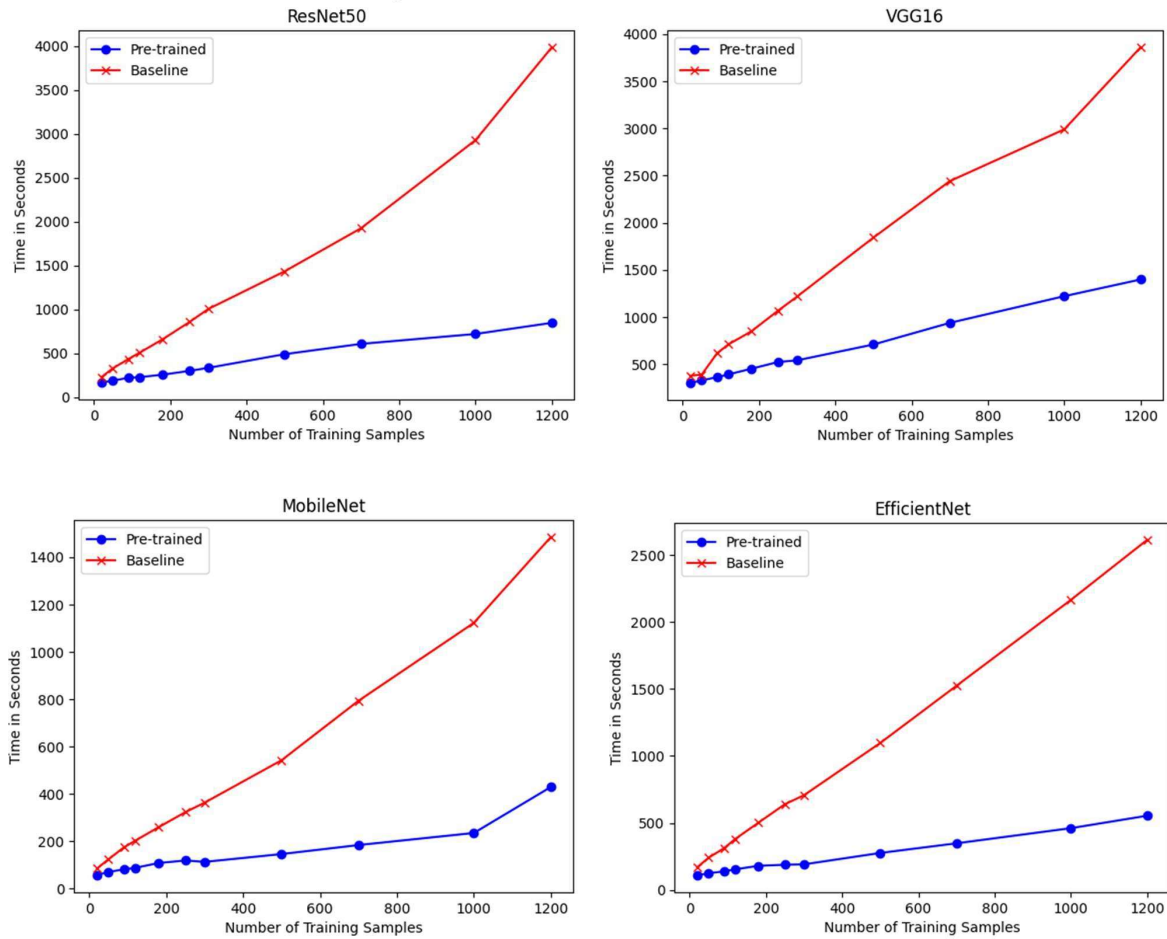 ResNet50
Pre-trained
Baseline
4000
3500
3000
2500
2000
1500
1000
500
0
Time in Seconds
0 200 400 600 800 1000 1200
Number of Training Samples
VGG16
Pre-trained
Baseline
4000
3500
3000
2500
2000
1500
1000
500
Time in Seconds
0 200 400 600 800 1000 1200
Number of Training Samples
MobileNet
Pre-trained
Baseline
1400
1200
1000
800
600
400
200
0
Time in Seconds
0 200 400 600 800 1000 1200
Number of Training Samples
EfficientNet
Pre-trained
Baseline
2500
2000
1500
1000
500
0
Time in Seconds
0 200 400 600 800 1000 1200
Number of Training Samples